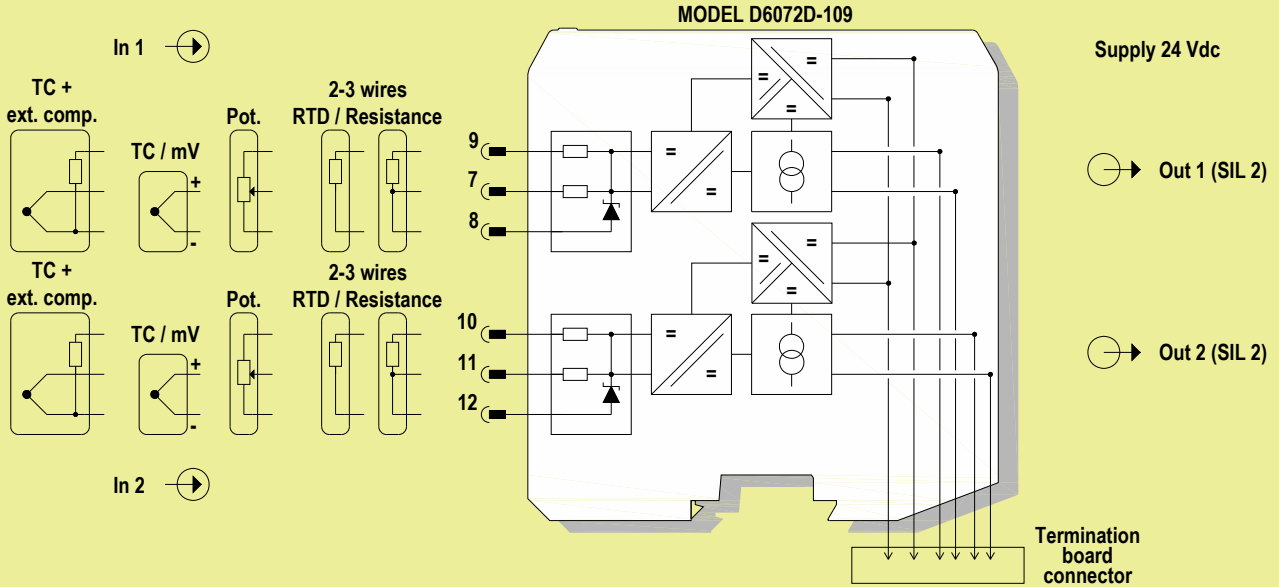 MODEL D6072D-109
In 1
Supply 24 Vdc
TC +
ext. comp.
TC / mV
+
-
Pot.
2-3 wires
RTD / Resistance
9
7
8
=
=
=
=
=
Out 1 (SIL 2)
TC +
ext. comp.
TC / mV
+
-
Pot.
2-3 wires
RTD / Resistance
10
11
12
=
=
=
=
=
Out 2 (SIL 2)
In 2
Termination
board
connector